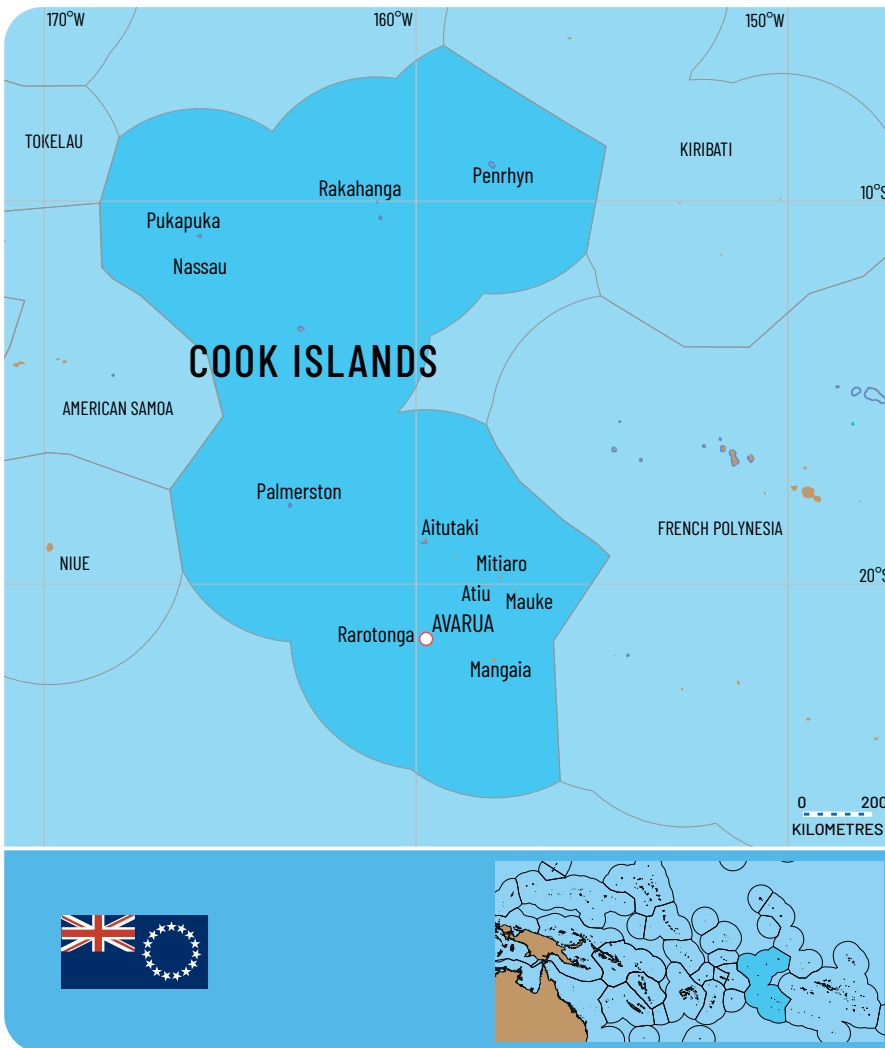 170°W
160°W
150°W
TOKELAU
KIRIBATI
Penrhyn
Rakahanga
10°S
Pukapuka
Nassau
COOK ISLANDS
AMERICAN SAMOA
Palmerston
Aitutaki
FRENCH POLYNESIA
NIUE
Mitiaro
20°S
Atiu
Mauke
AVARUA
Rarotonga
Mangaia
0 200
KILOMETRES